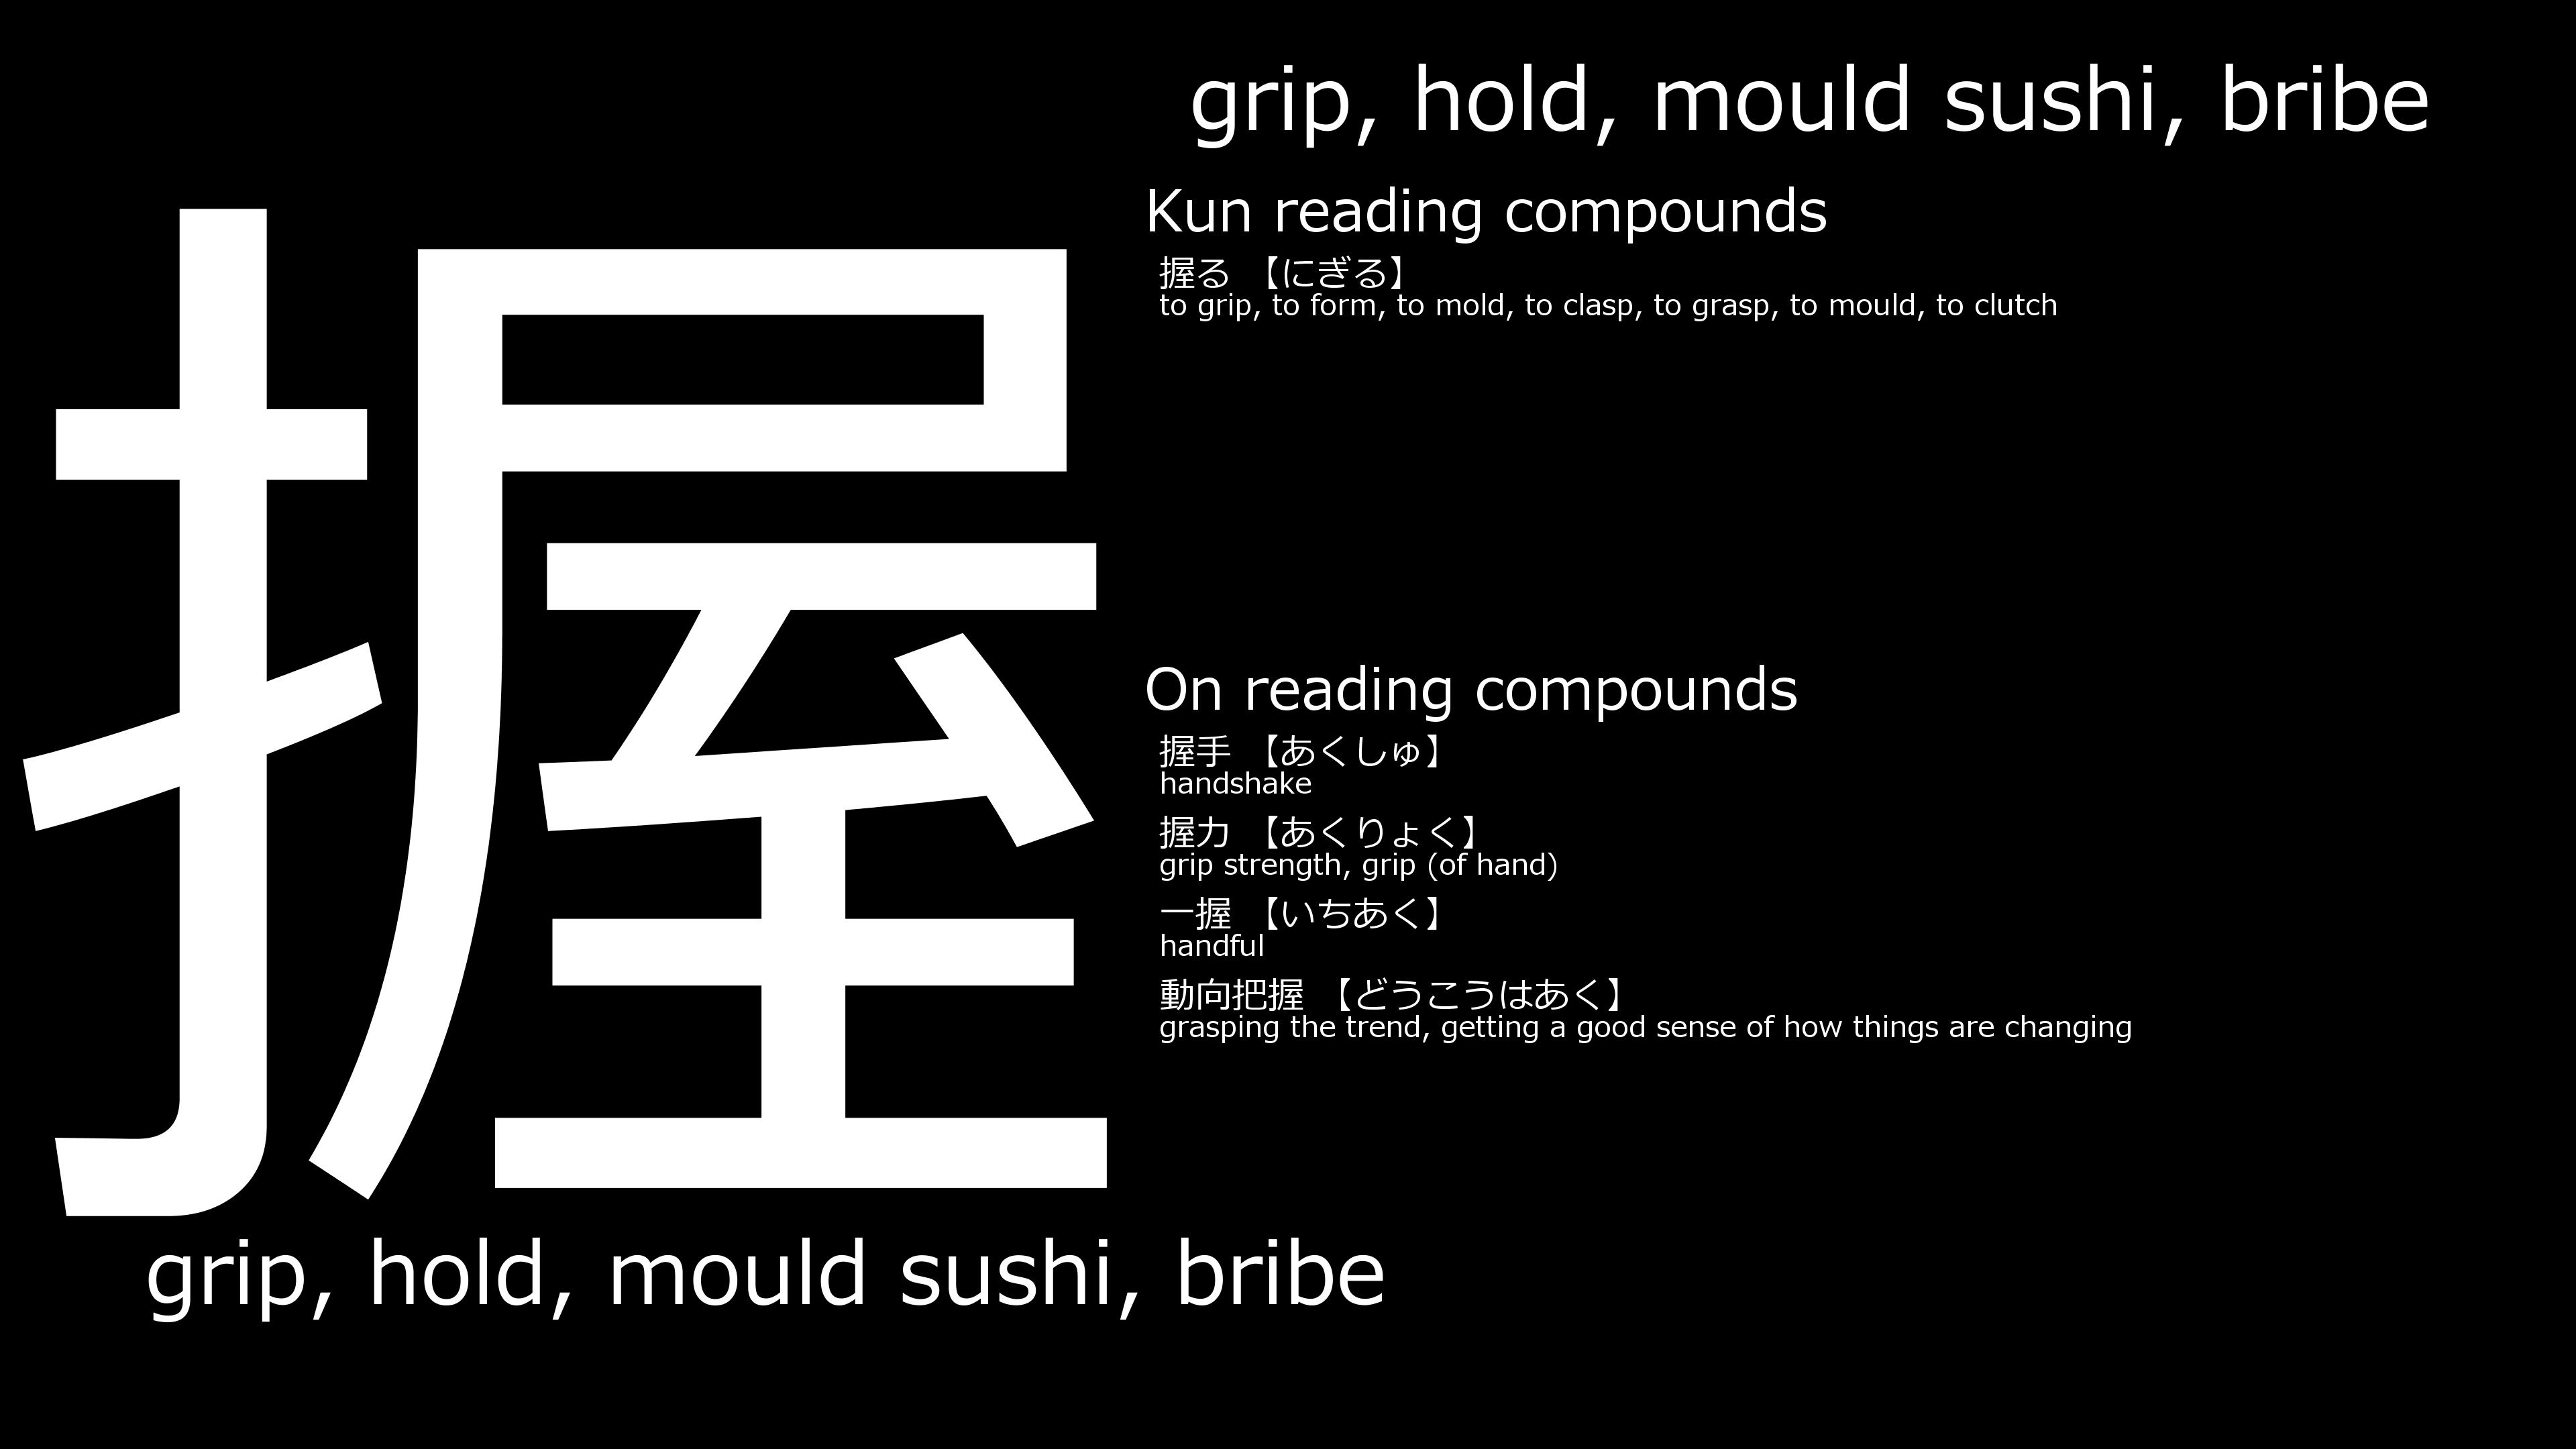 握
grip, hold, mould sushi, bribe
grip, hold, mould sushi, bribe
Kun reading compounds
握る 【にぎる】
to grip, to form, to mold, to clasp, to grasp, to mould, to clutch
On reading compounds
握手 【あくしゅ】
handshake
握力 【あくりょく】
grip strength, grip (of hand)
一握 【いちあく】
handful
動向把握 【どうこうはあく】
grasping the trend, getting a good sense of how things are changing